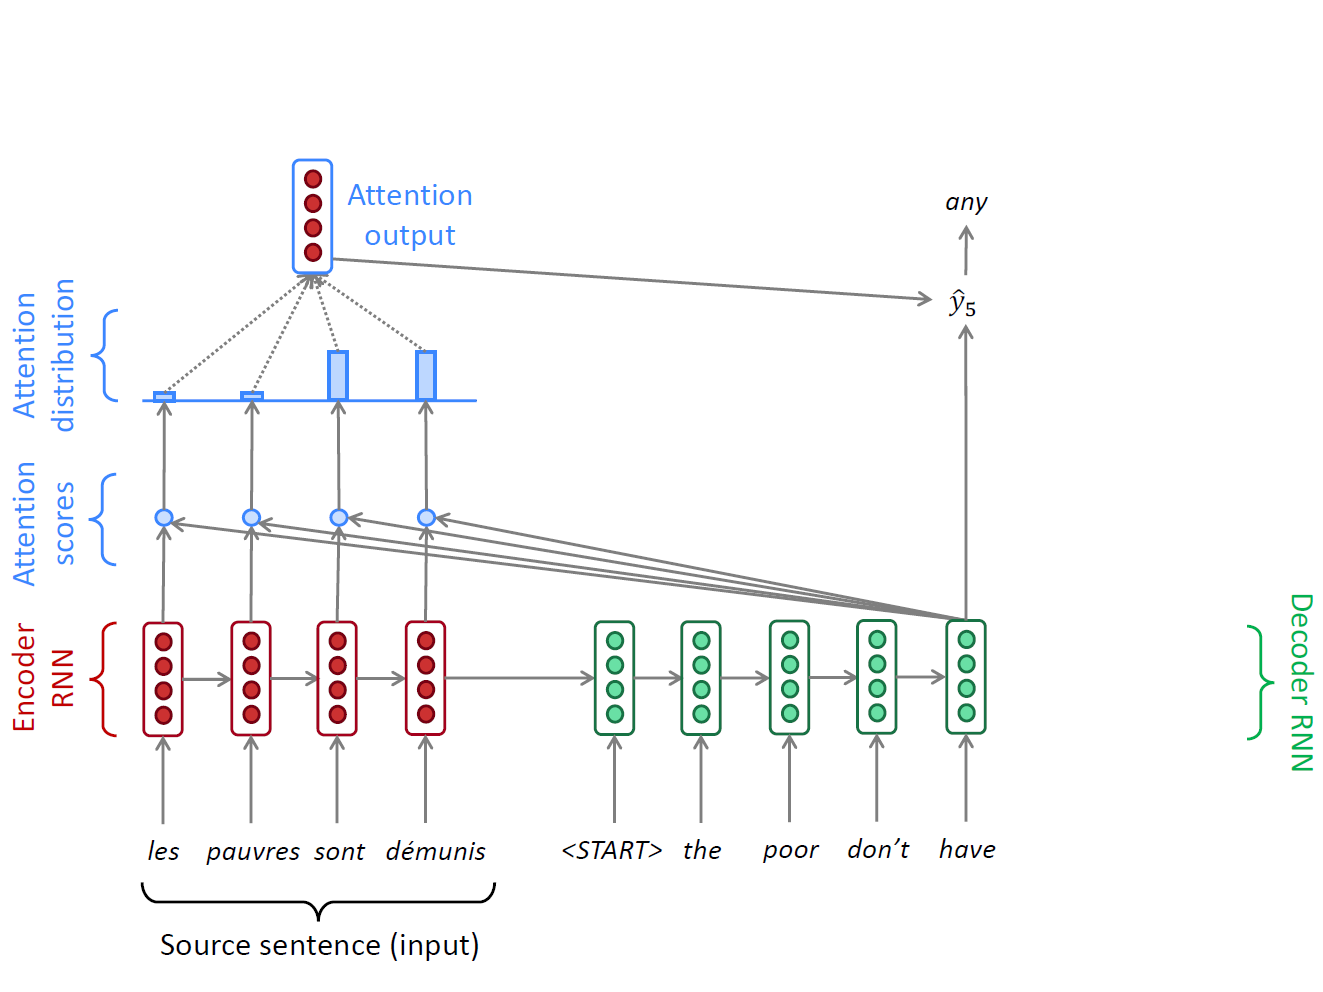 Attention
output
any
Attention
distribution
ŷ₅
Attention
scores
Encoder
RNN
Decoder RNN
les pauvres sont démunis <START> the poor don’t have
Source sentence (input)